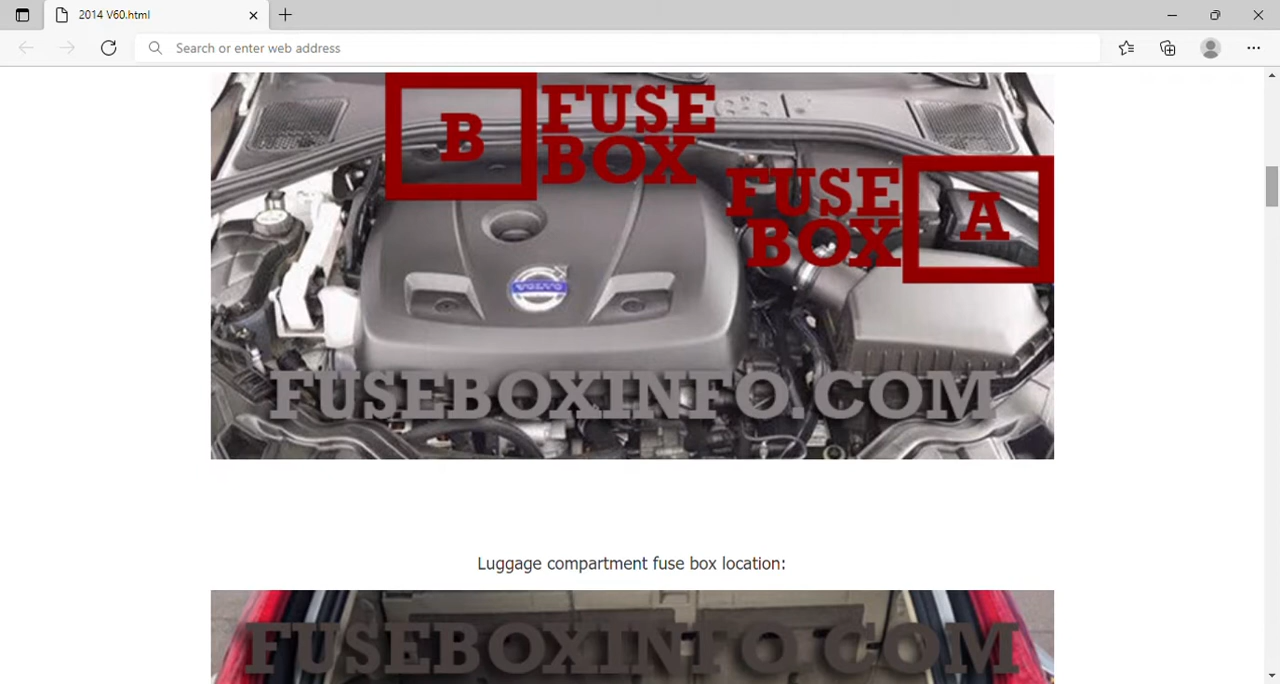 2014 V60.html
Search or enter web address
B
FUSE
BOX
FUSE
BOX
A
VOLVO
FUSEBOXINFO.COM
Luggage compartment fuse box location:
FUSEBOXINFO.COM